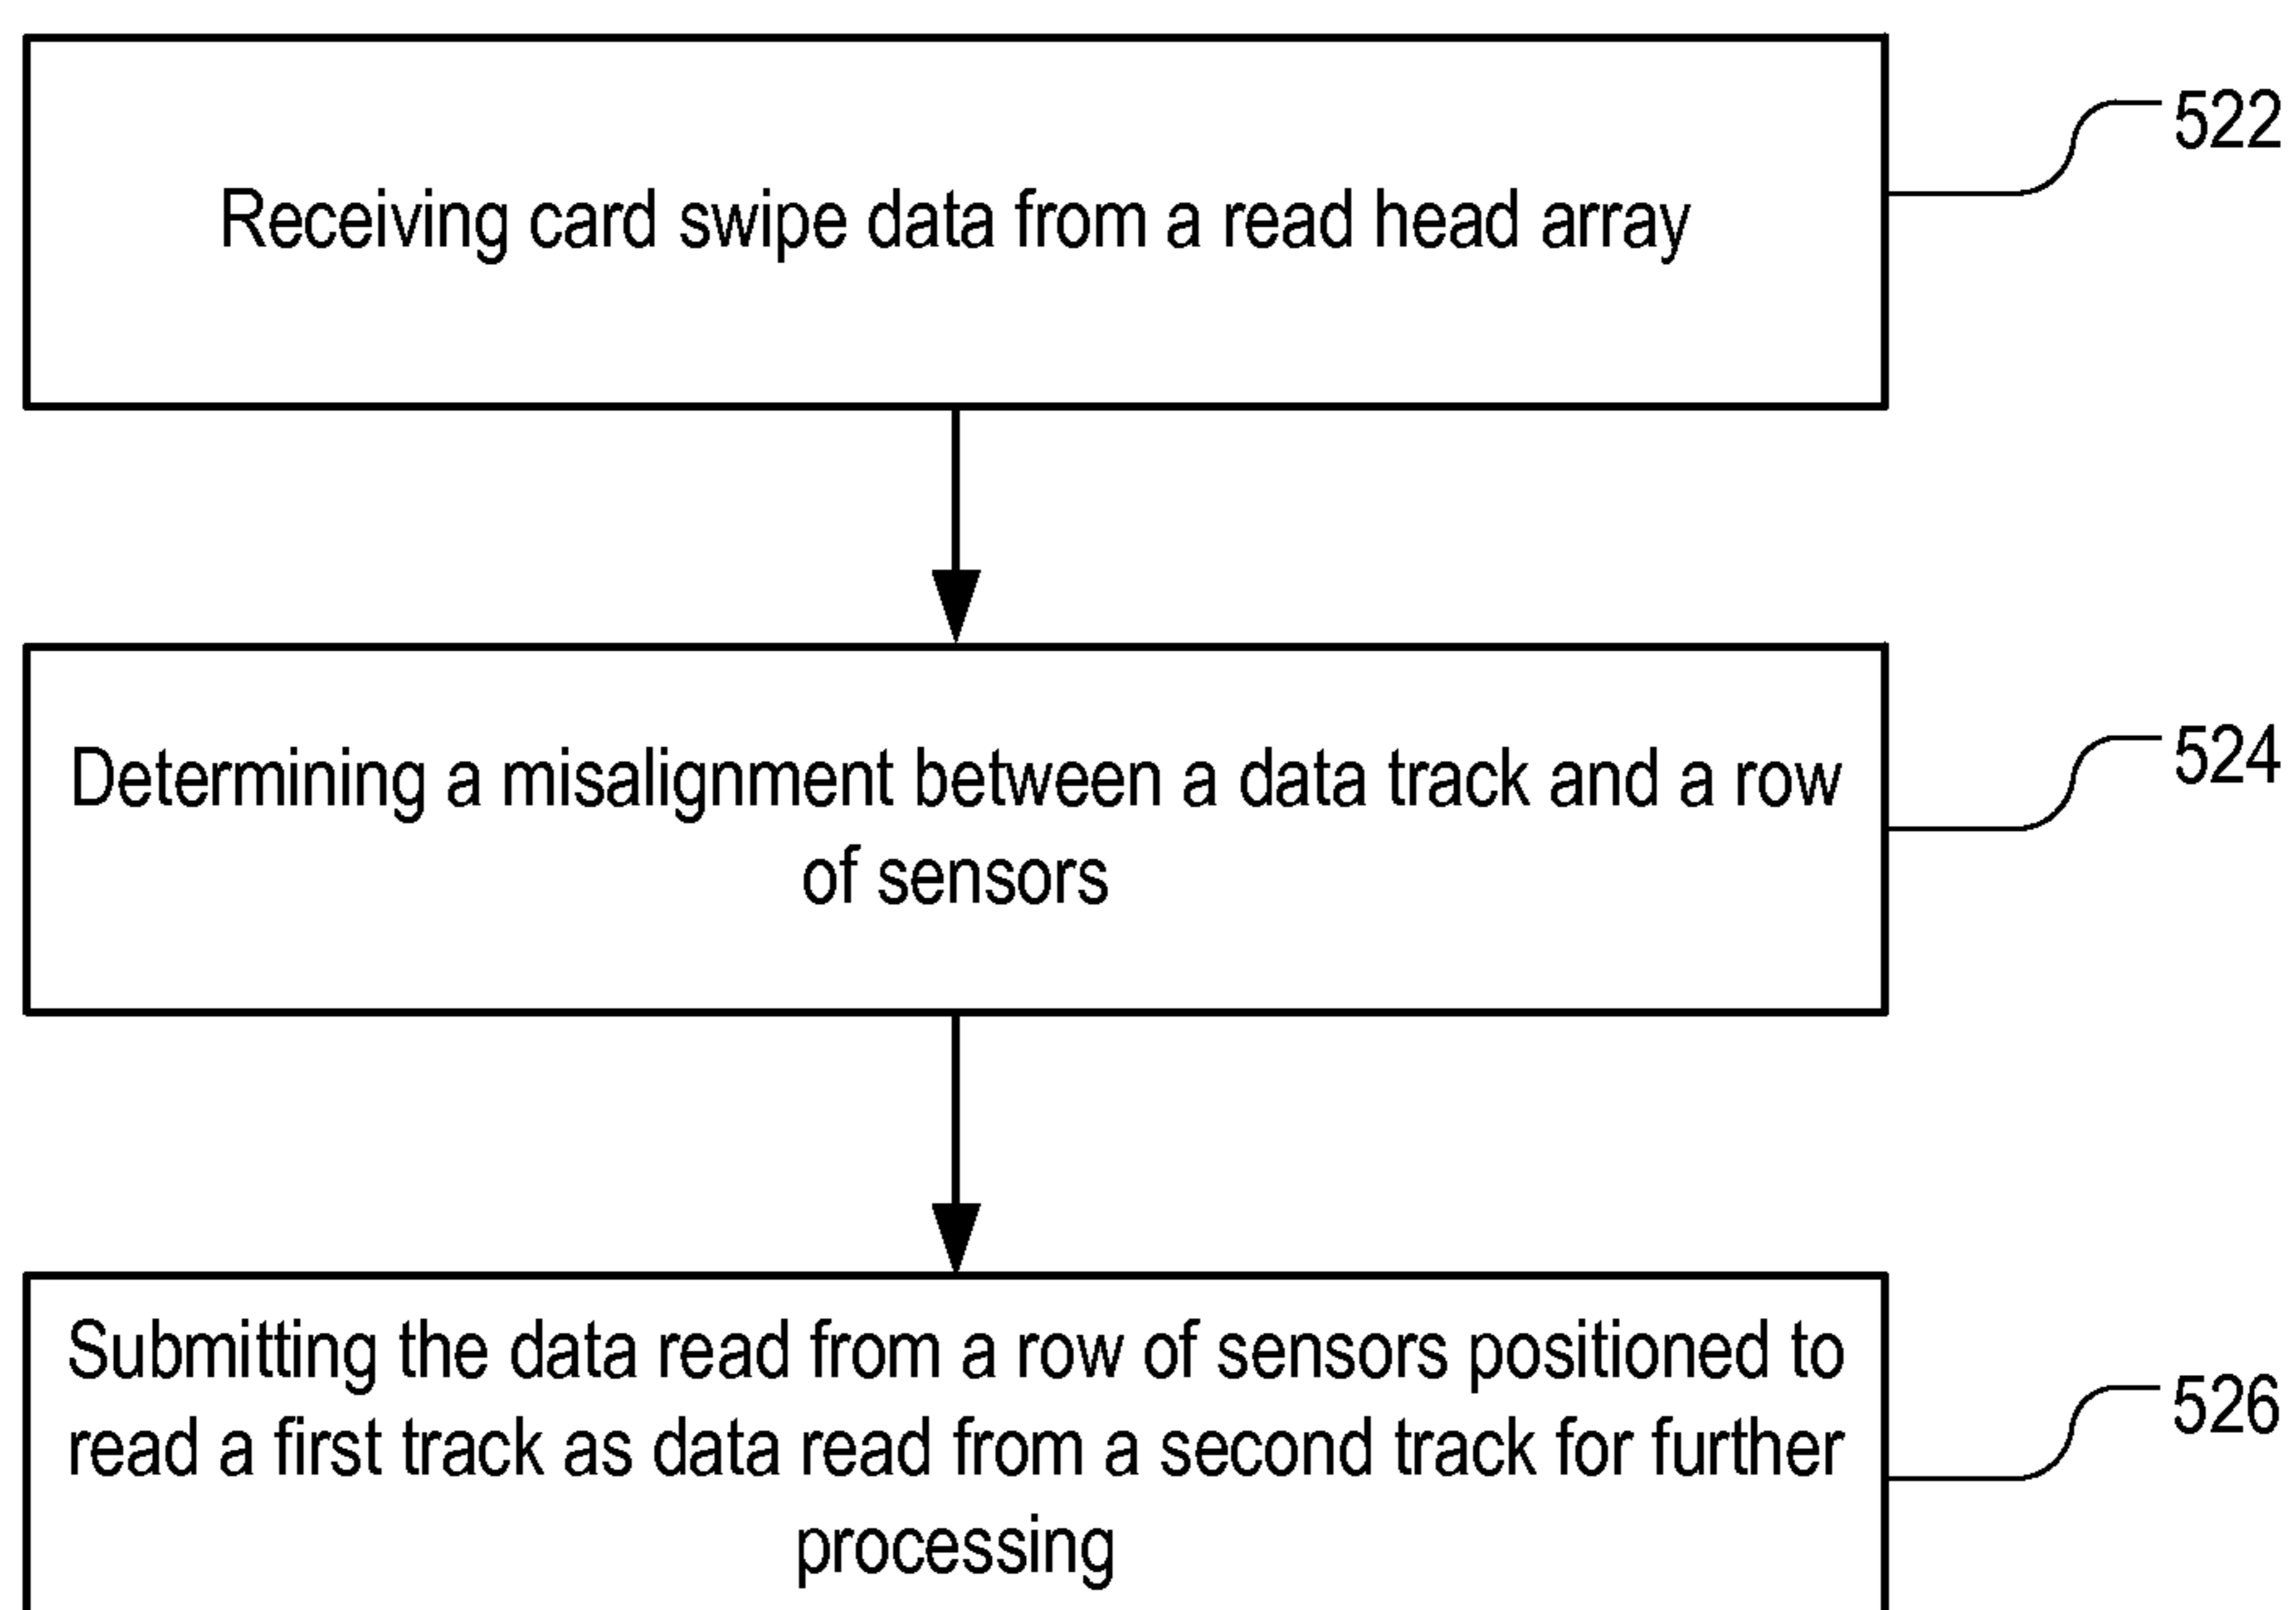 522
Receiving card swipe data from a read head array
524
Determining a misalignment between a data track and a row
of sensors
526
Submitting the data read from a row of sensors positioned to
read a first track as data read from a second track for further
processing